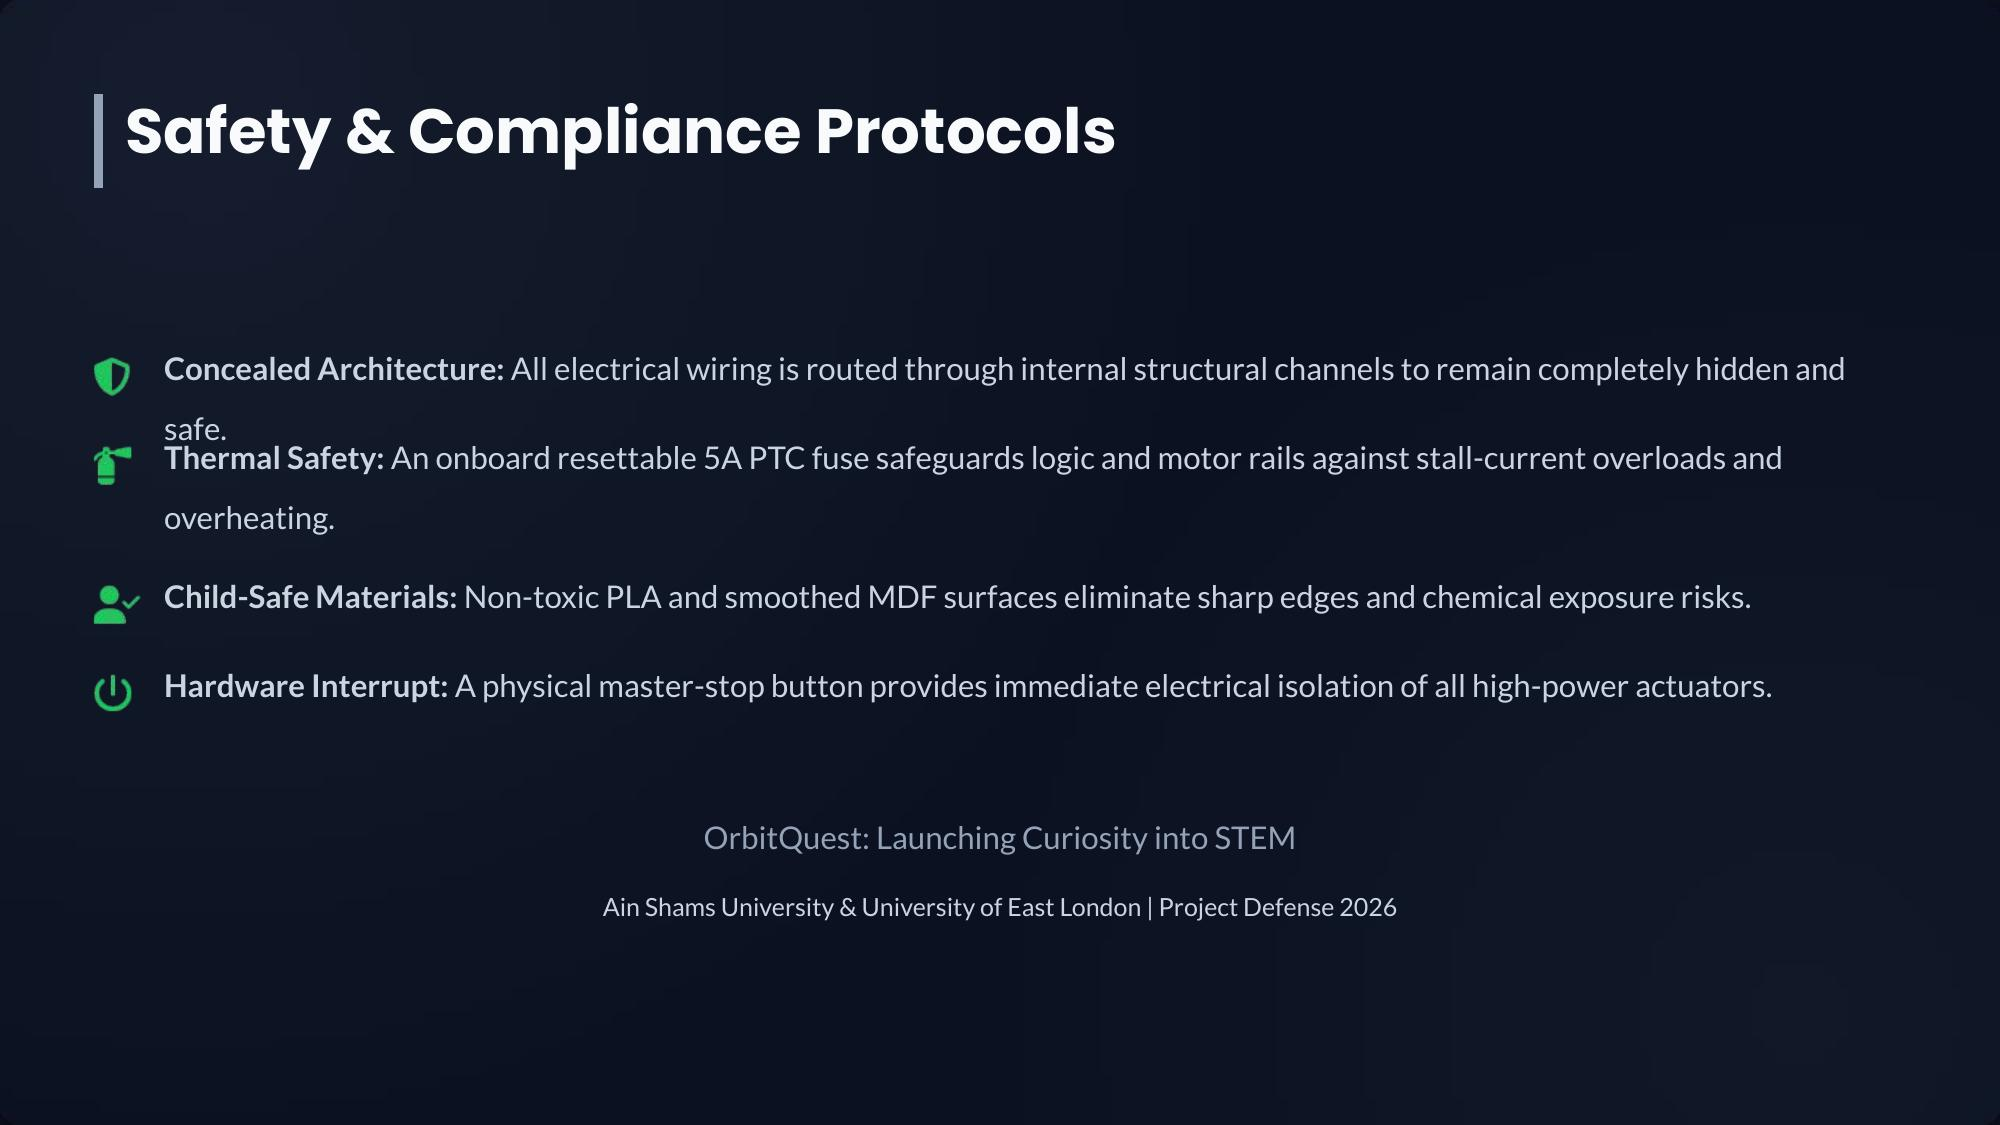 Safety & Compliance Protocols
Concealed Architecture: All electrical wiring is routed through internal structural channels to remain completely hidden and
safe.
Thermal Safety: An onboard resettable 5A PTC fuse safeguards logic and motor rails against stall-current overloads and
overheating.
Child-Safe Materials: Non-toxic PLA and smoothed MDF surfaces eliminate sharp edges and chemical exposure risks.
Hardware Interrupt: A physical master-stop button provides immediate electrical isolation of all high-power actuators.
OrbitQuest: Launching Curiosity into STEM
Ain Shams University & University of East London | Project Defense 2026